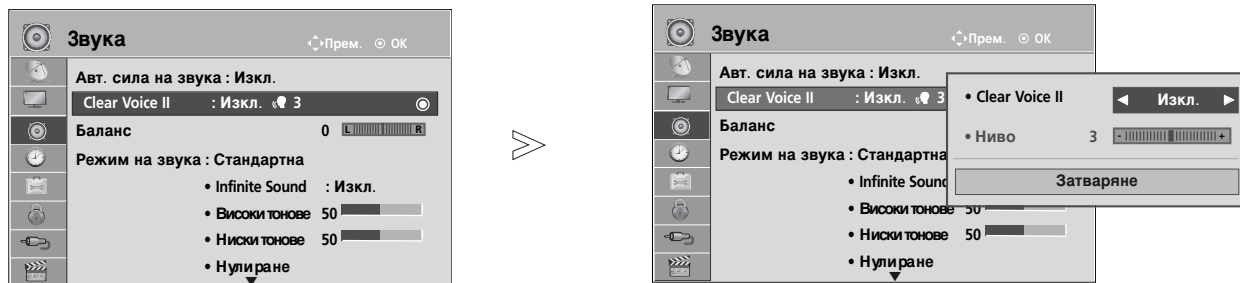 Звука
Прем. OK
Авт. сила на звука : Изкл.
Clear Voice II : Изкл. 3
Баланс 0 L R
Режим на звука : Стандартна
• Infinite Sound : Изкл.
• Високи тонове 50
• Ниски тонове 50
• Нулиране
Звука
Прем. OK
Авт. сила на звука : Изкл.
Clear Voice II : Изкл. 3
Баланс
Режим на звука : Стандартна
• Infinite Sound
• Високи тонове 50
• Ниски тонове 50
• Нулиране
• Clear Voice II ◄ Изкл. ►
• Ниво 3 - +
Затваряне